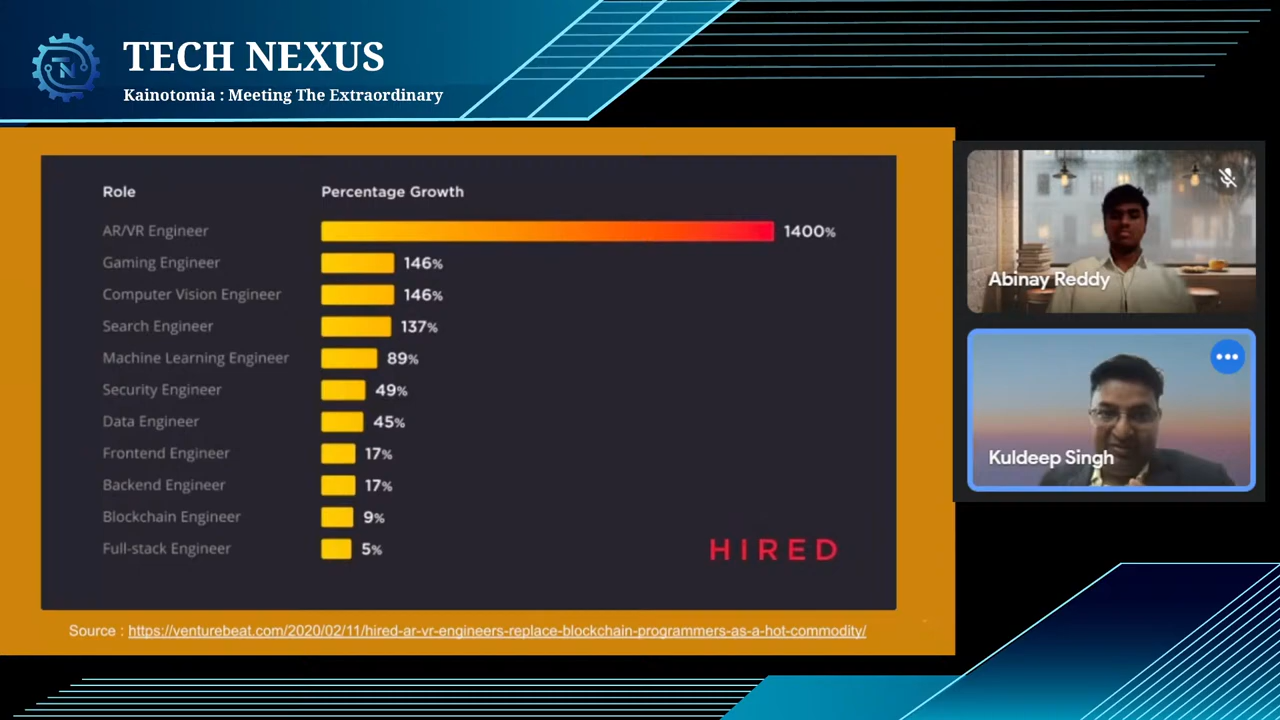 TN
TECH NEXUS
Kainotomia : Meeting The Extraordinary
Role Percentage Growth
AR/VR Engineer 1400%
Gaming Engineer 146%
Computer Vision Engineer 146%
Search Engineer 137%
Machine Learning Engineer 89%
Security Engineer 49%
Data Engineer 45%
Frontend Engineer 17%
Backend Engineer 17%
Blockchain Engineer 9%
Full-stack Engineer 5%
HIRED
Source : https://venturebeat.com/2020/02/11/hired-ar-vr-engineers-replace-blockchain-programmers-as-a-hot-commodity/
Abinay Reddy
Kuldeep Singh